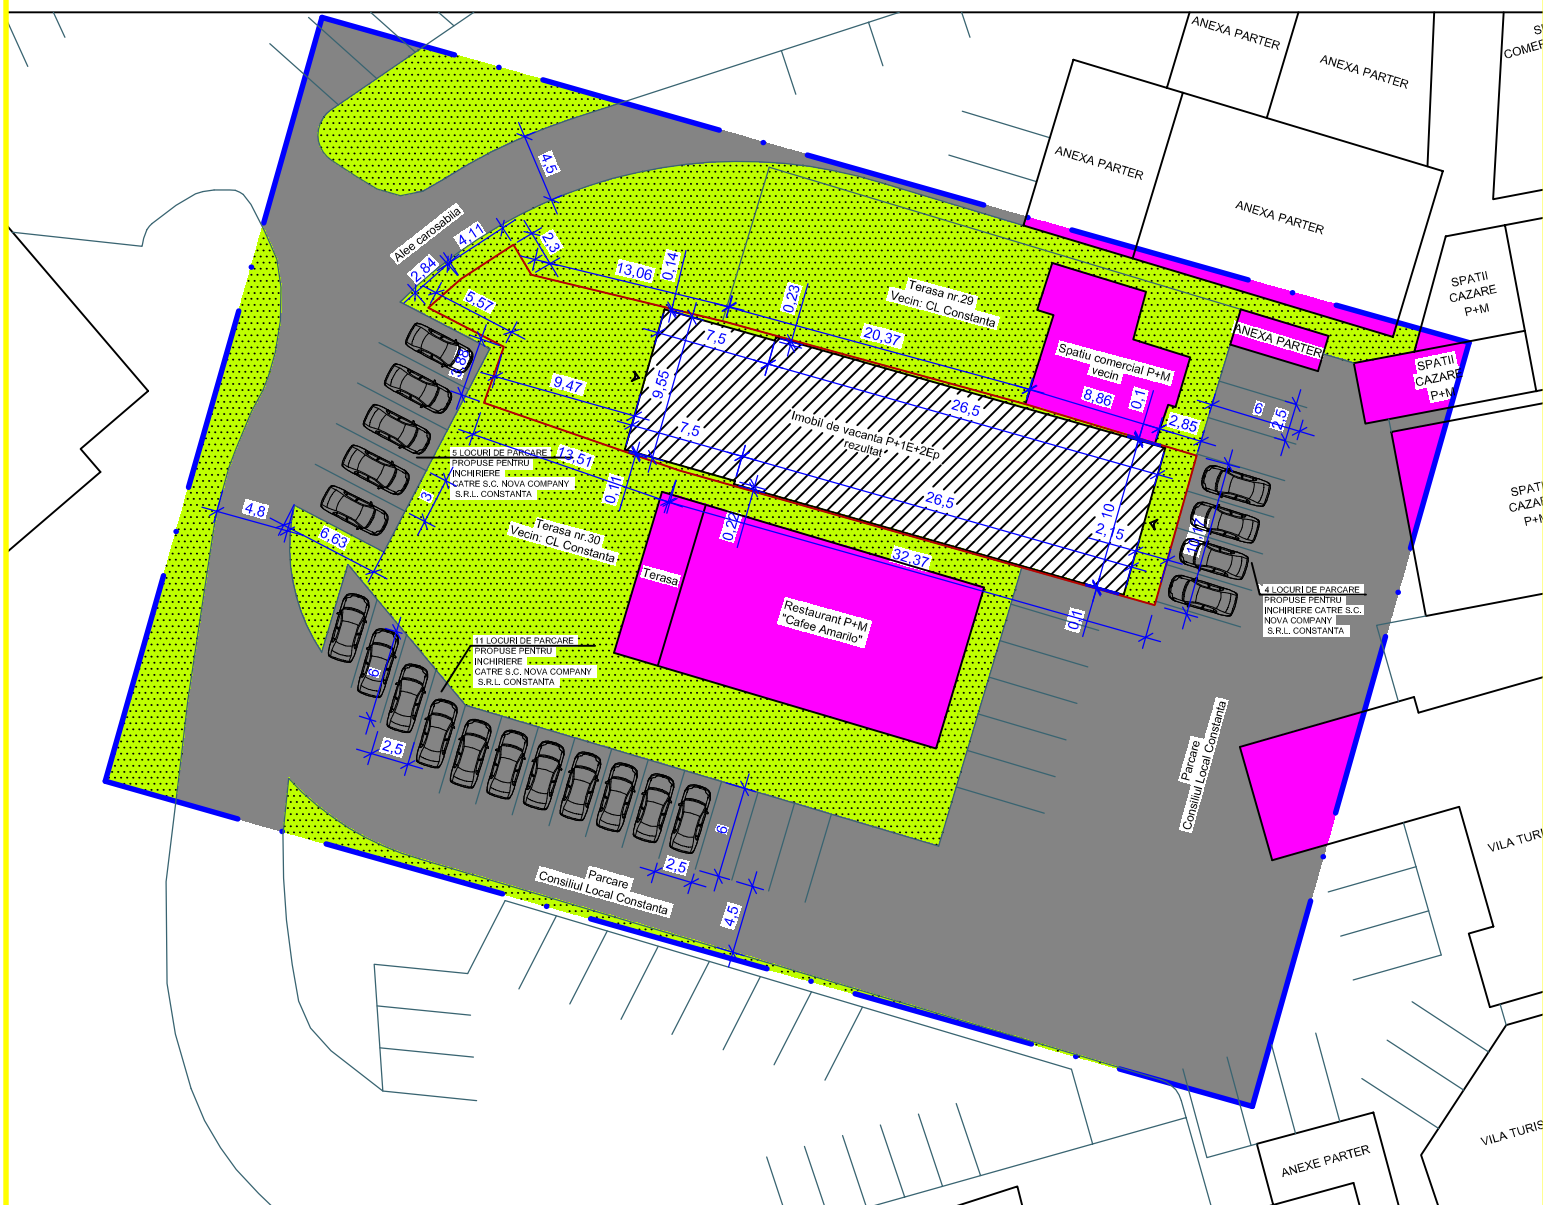 ANEXA PARTER
ANEXA PARTER
ANEXA PARTER
ANEXA PARTER
SPATII
CAZARE
P+M
ANEXA PARTER
SPATII
CAZARE
P+M
4,5
Alee carosabila
4,11
2,84
2,3
5,57
13,06
0,14
0,23
Terasa nr.29
Vecin: CL Constanta
20,37
7,5
Spatiu comercial P+M
vecin
8,86
0,1
2,85
6
2,5
9,47
9,55
26,5
Imobil de vacanta P+1E+2Ep
rezultat
7,5
26,5
2,15
10
13,51
0,11
0,22
3
5 LOCURI DE PARCARE
PROPUSE PENTRU
INCHIRIERE
CATRE S.C. NOVA COMPANY
S.R.L. CONSTANTA
4,8
6,63
Terasa nr.30
Vecin: CL Constanta
32,37
Terasa
Restaurant P+M
"Cafee Amarilo"
0,1
4 LOCURI DE PARCARE
PROPUSE PENTRU
INCHIRIERE CATRE S.C.
NOVA COMPANY
S.R.L. CONSTANTA
11 LOCURI DE PARCARE
PROPUSE PENTRU
INCHIRIERE
CATRE S.C. NOVA COMPANY
S.R.L. CONSTANTA
6
2,5
Parcare
Consiliul Local Constanta
6
2,5
4,5
Parcare
Consiliul Local Constanta
VILA TURI
VILA TURIS
ANEXE PARTER